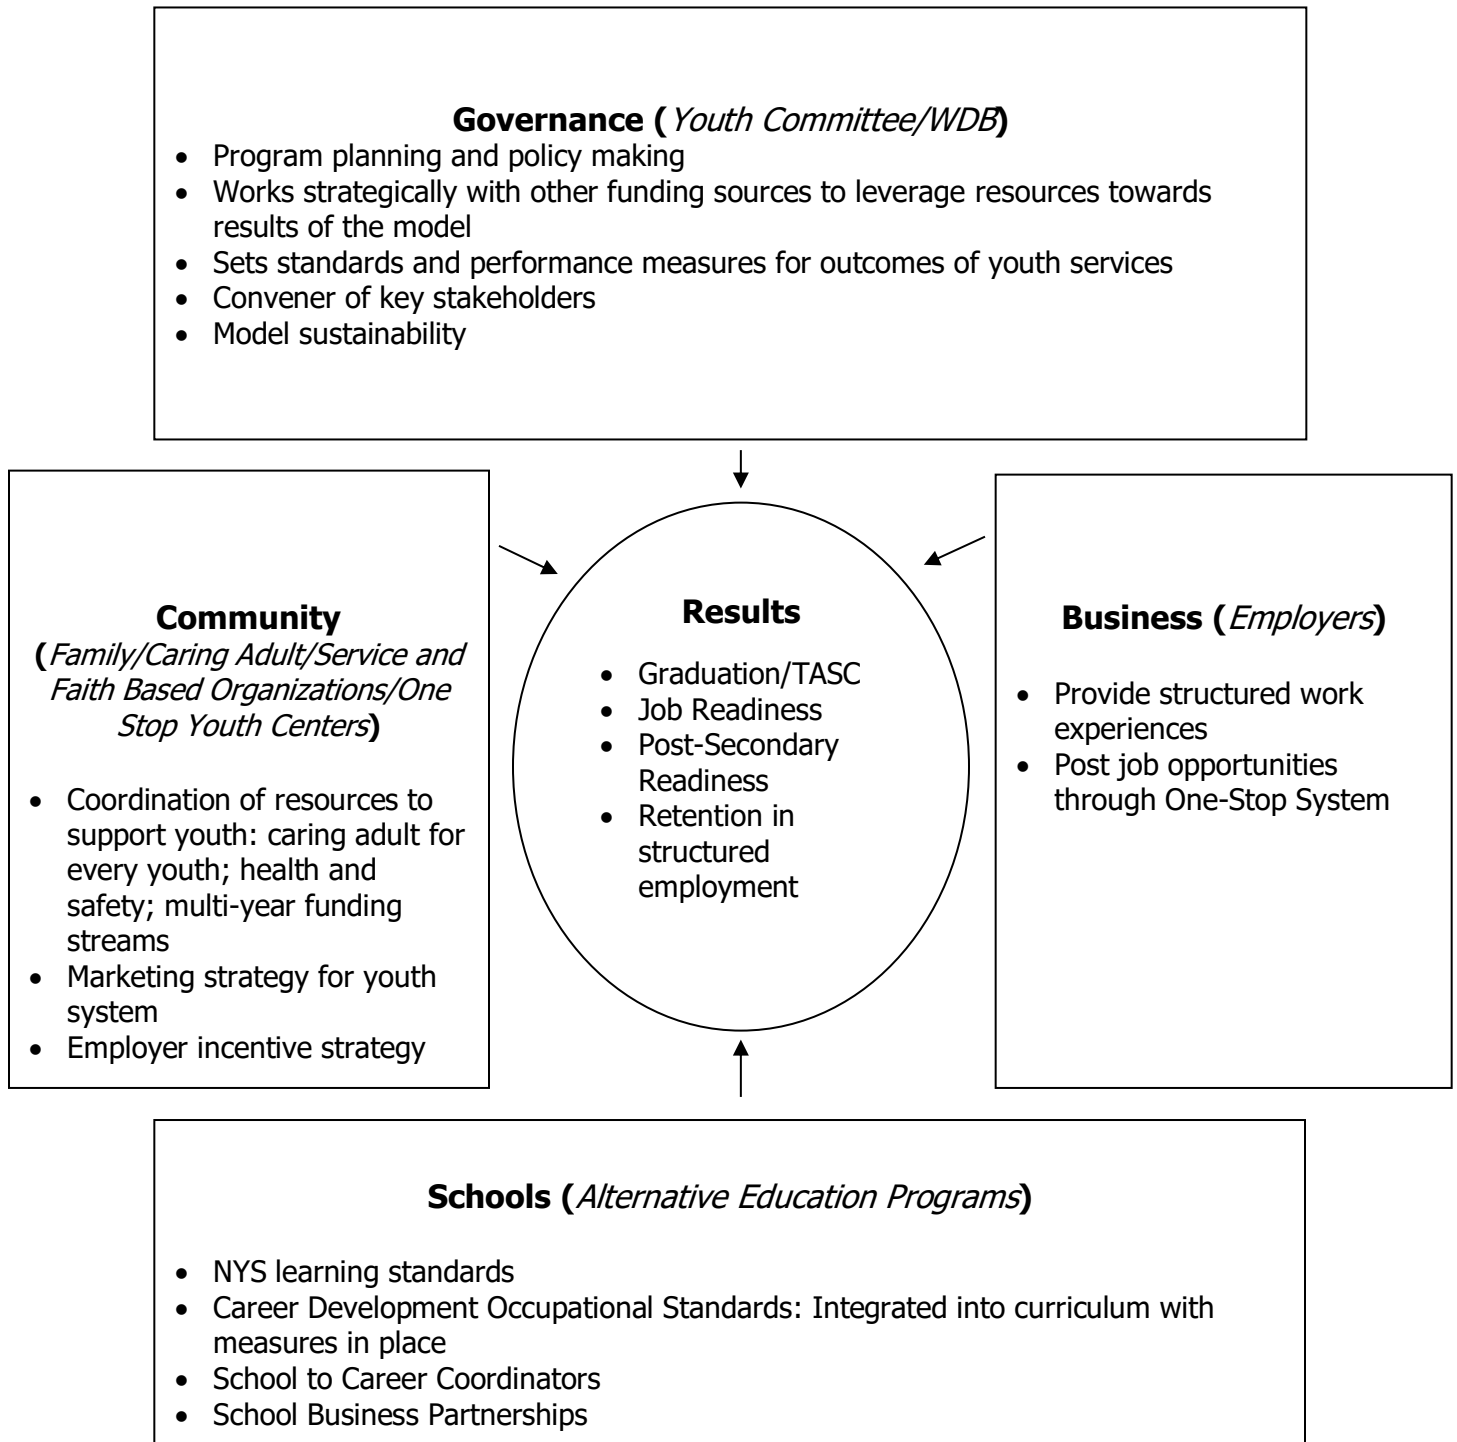 Governance (Youth Committee/WDB)
• Program planning and policy making
• Works strategically with other funding sources to leverage resources towards
results of the model
• Sets standards and performance measures for outcomes of youth services
• Convener of key stakeholders
• Model sustainability
Community
(Family/Caring Adult/Service and
Faith Based Organizations/One
Stop Youth Centers)
• Coordination of resources to
support youth: caring adult for
every youth; health and
safety; multi-year funding
streams
• Marketing strategy for youth
system
• Employer incentive strategy
Results
• Graduation/TASC
• Job Readiness
• Post-Secondary
Readiness
• Retention in
structured
employment
Business (Employers)
• Provide structured work
experiences
• Post job opportunities
through One-Stop System
Schools (Alternative Education Programs)
• NYS learning standards
• Career Development Occupational Standards: Integrated into curriculum with
measures in place
• School to Career Coordinators
• School Business Partnerships